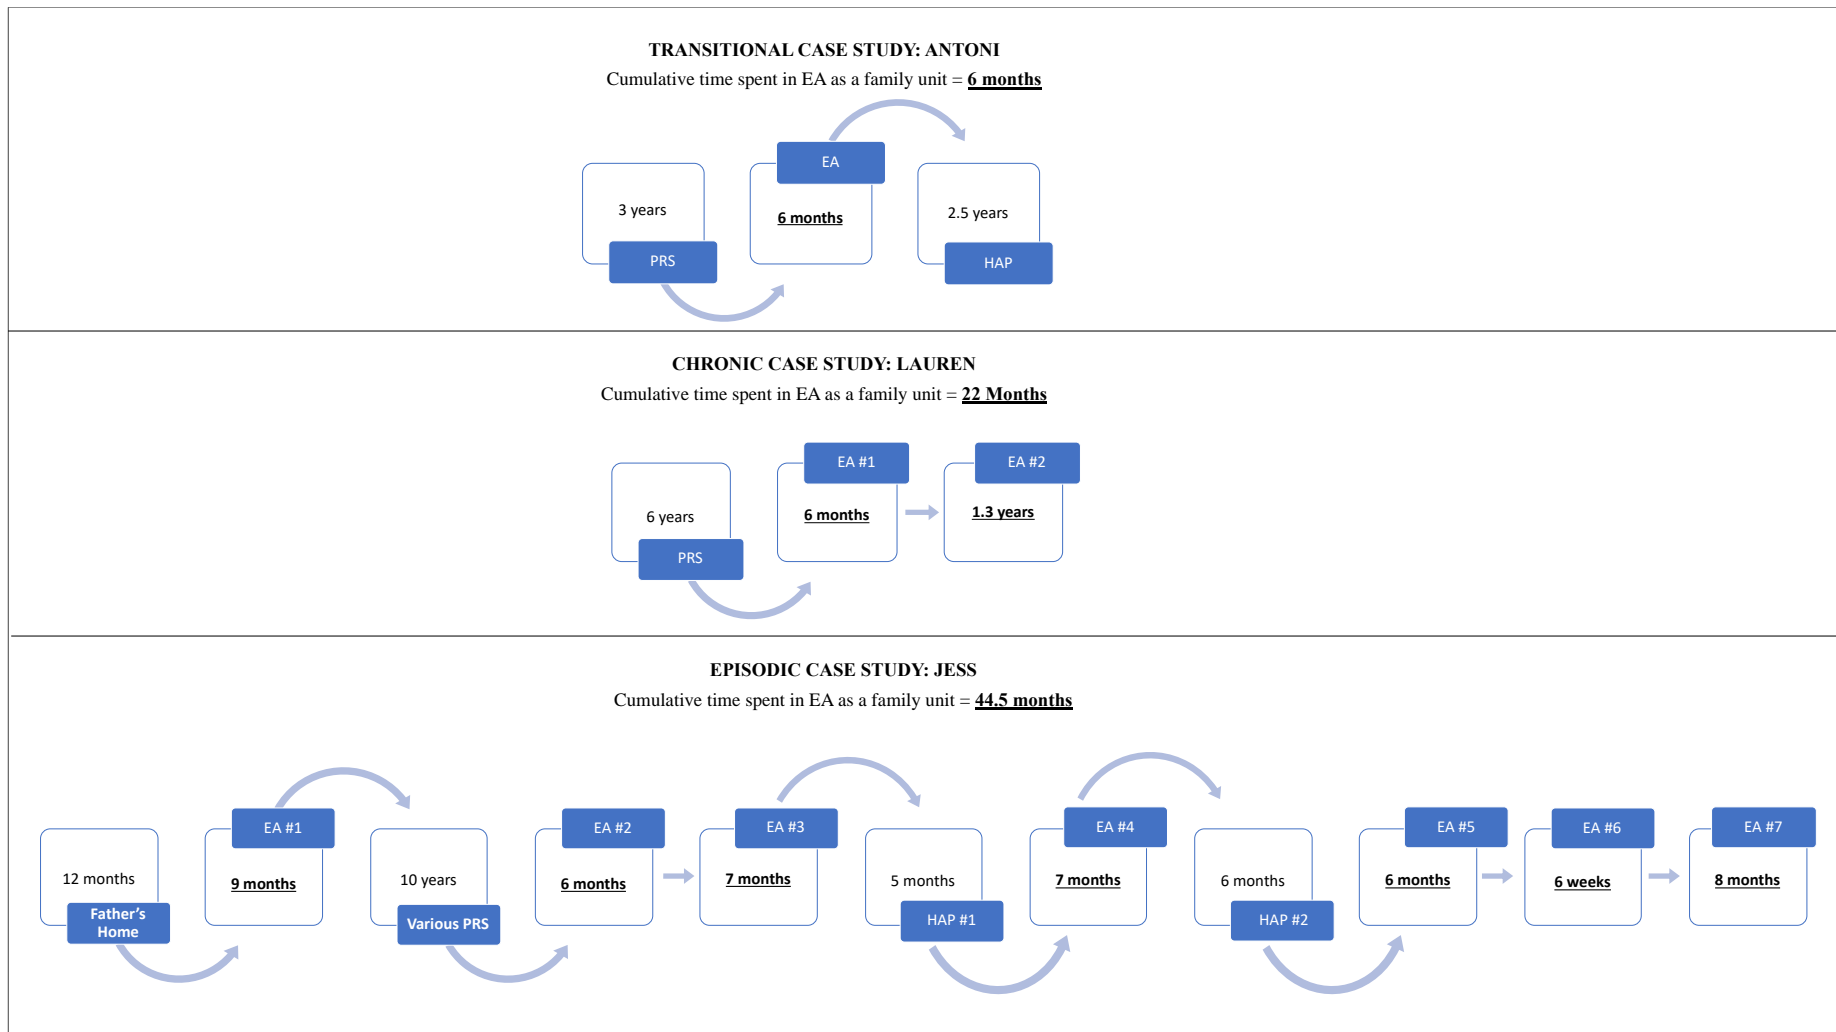 TRANSITIONAL CASE STUDY: ANTONI
Cumulative time spent in EA as a family unit = 6 months
3 years
PRS
EA
6 months
2.5 years
HAP
CHRONIC CASE STUDY: LAUREN
Cumulative time spent in EA as a family unit = 22 Months
6 years
PRS
EA #1
6 months
EA #2
1.3 years
EPISODIC CASE STUDY: JESS
Cumulative time spent in EA as a family unit = 44.5 months
12 months
Father's
Home
EA #1
9 months
10 years
Various PRS
EA #2
6 months
EA #3
7 months
5 months
HAP #1
EA #4
7 months
6 months
HAP #2
EA #5
6 months
EA #6
6 weeks
EA #7
8 months